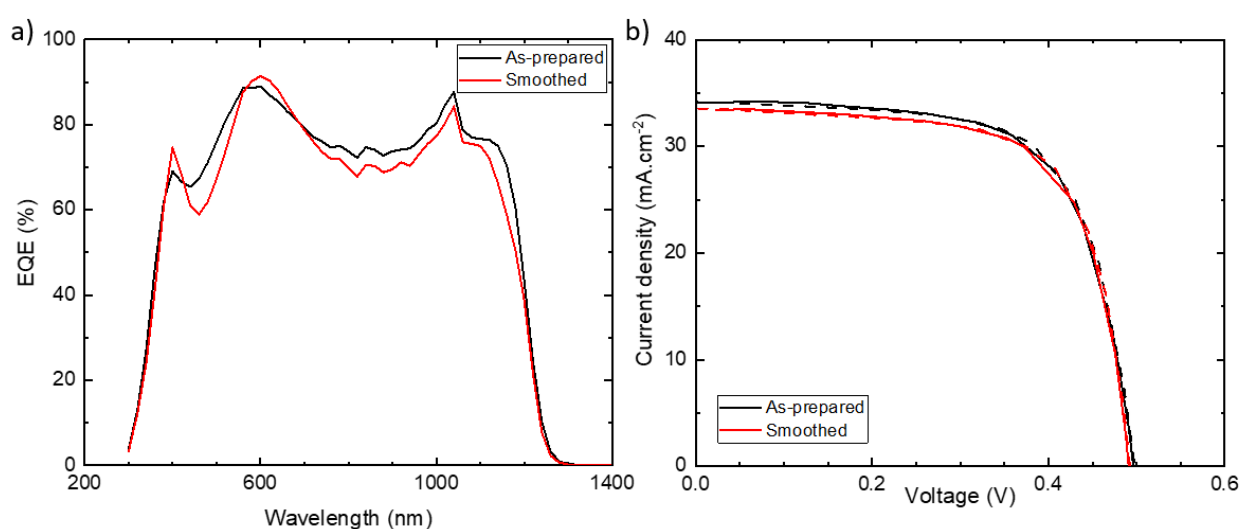 a)
100
80
60
40
20
0
EQE (%)
200
600
1000
1400
Wavelength (nm)
As-prepared
Smoothed
b)
40
30
20
10
0
Current density (mA.cm⁻²)
0.0
0.2
0.4
0.6
Voltage (V)
As-prepared
Smoothed